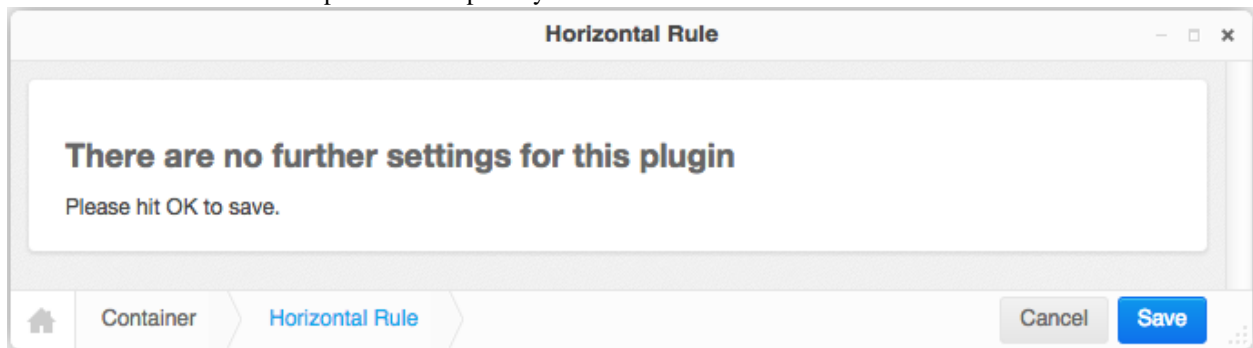 Horizontal Rule
There are no further settings for this plugin
Please hit OK to save.
Container
Horizontal Rule
Cancel
Save